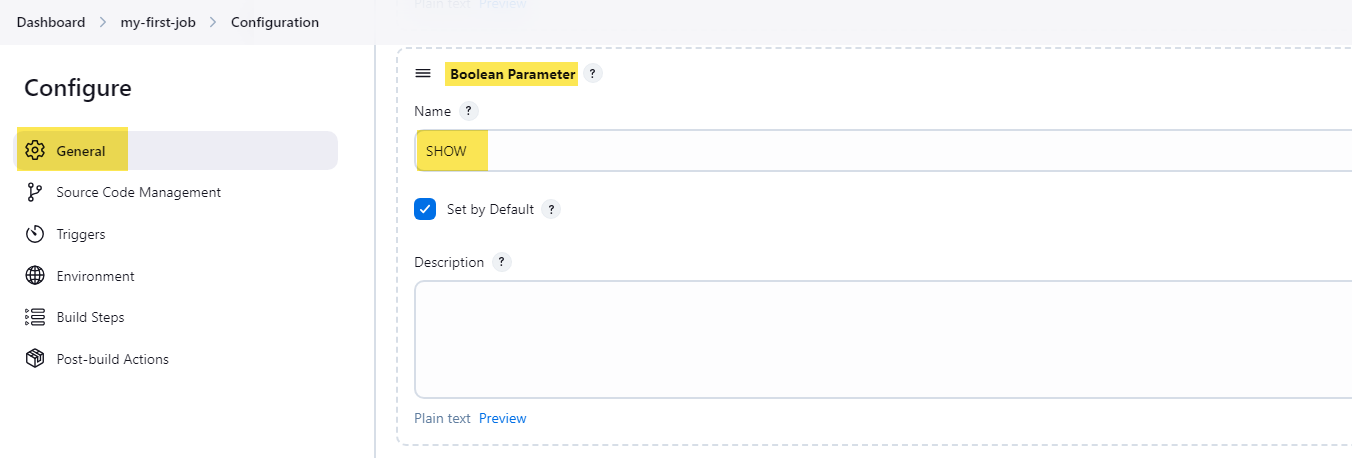 Dashboard > my-first-job > Configuration
Plain text Preview
Configure
General
Source Code Management
Triggers
Environment
Build Steps
Post-build Actions
Boolean Parameter ?
Name ?
SHOW
Set by Default ?
Description ?
Plain text Preview